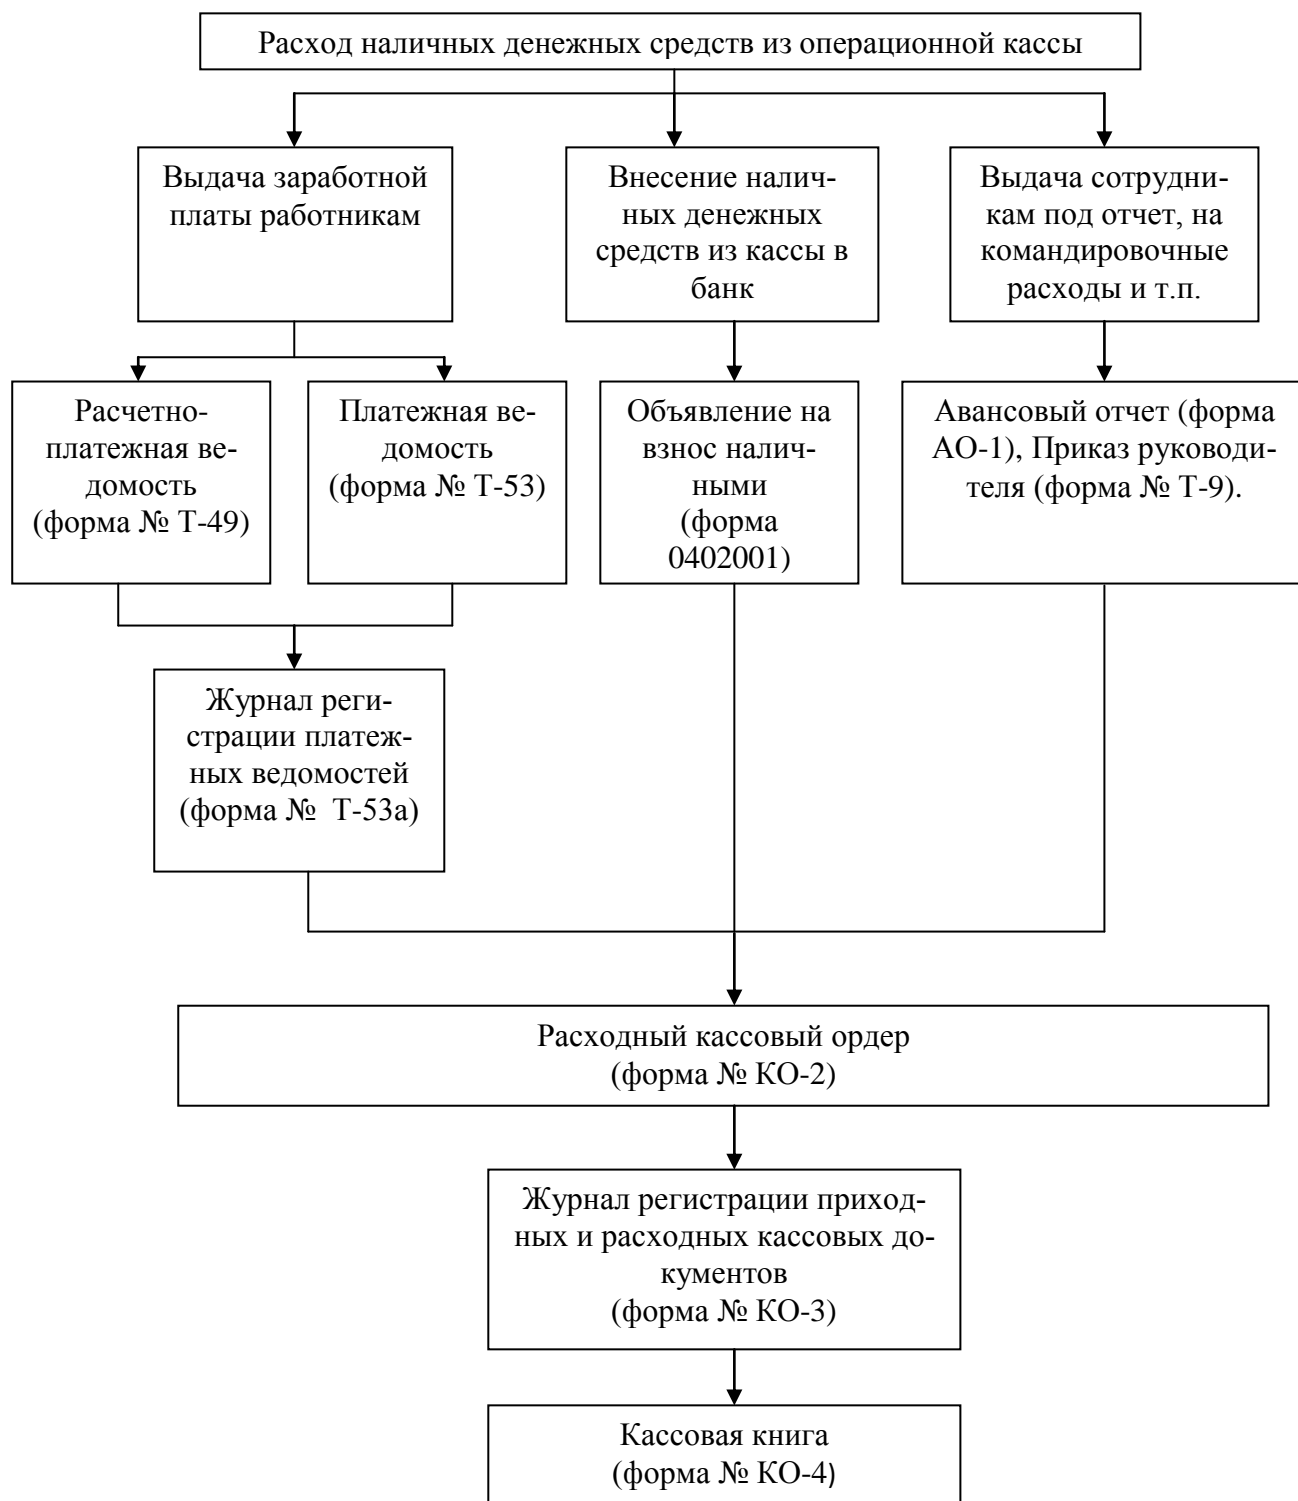 Расход наличных денежных средств из операционной кассы
Выдача заработной
платы работникам
Внесение налич-
ных денежных
средств из кассы в
банк
Выдача сотрудни-
кам под отчет, на
командировочные
расходы и т.п.
Расчетно-
платежная ве-
домость
(форма № Т-49)
Платежная ве-
домость
(форма № Т-53)
Объявление на
взнос налич-
ными
(форма
0402001)
Авансовый отчет (форма
АО-1), Приказ руководи-
теля (форма № Т-9).
Журнал реги-
страции платеж-
ных ведомостей
(форма № Т-53а)
Расходный кассовый ордер
(форма № КО-2)
Журнал регистрации приход-
ных и расходных кассовых до-
кументов
(форма № КО-3)
Кассовая книга
(форма № КО-4)